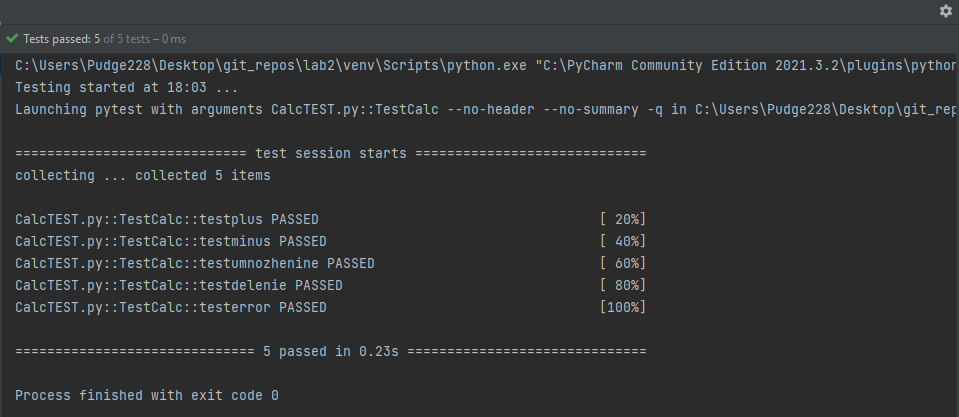 Tests passed: 5 of 5 tests – 0 ms
C:\Users\Pudge228\Desktop\git_repos\lab2\venv\Scripts\python.exe "C:\PyCharm Community Edition 2021.3.2\plugins\python
Testing started at 18:03 ...
Launching pytest with arguments CalcTEST.py::TestCalc --no-header --no-summary -q in C:\Users\Pudge228\Desktop\git_rep
============================= test session starts =============================
collecting ... collected 5 items
CalcTEST.py::TestCalc::testplus PASSED [ 20%]
CalcTEST.py::TestCalc::testminus PASSED [ 40%]
CalcTEST.py::TestCalc::testumnozhenine PASSED [ 60%]
CalcTEST.py::TestCalc::testdelenie PASSED [ 80%]
CalcTEST.py::TestCalc::testerror PASSED [100%]
============================== 5 passed in 0.23s ==============================
Process finished with exit code 0